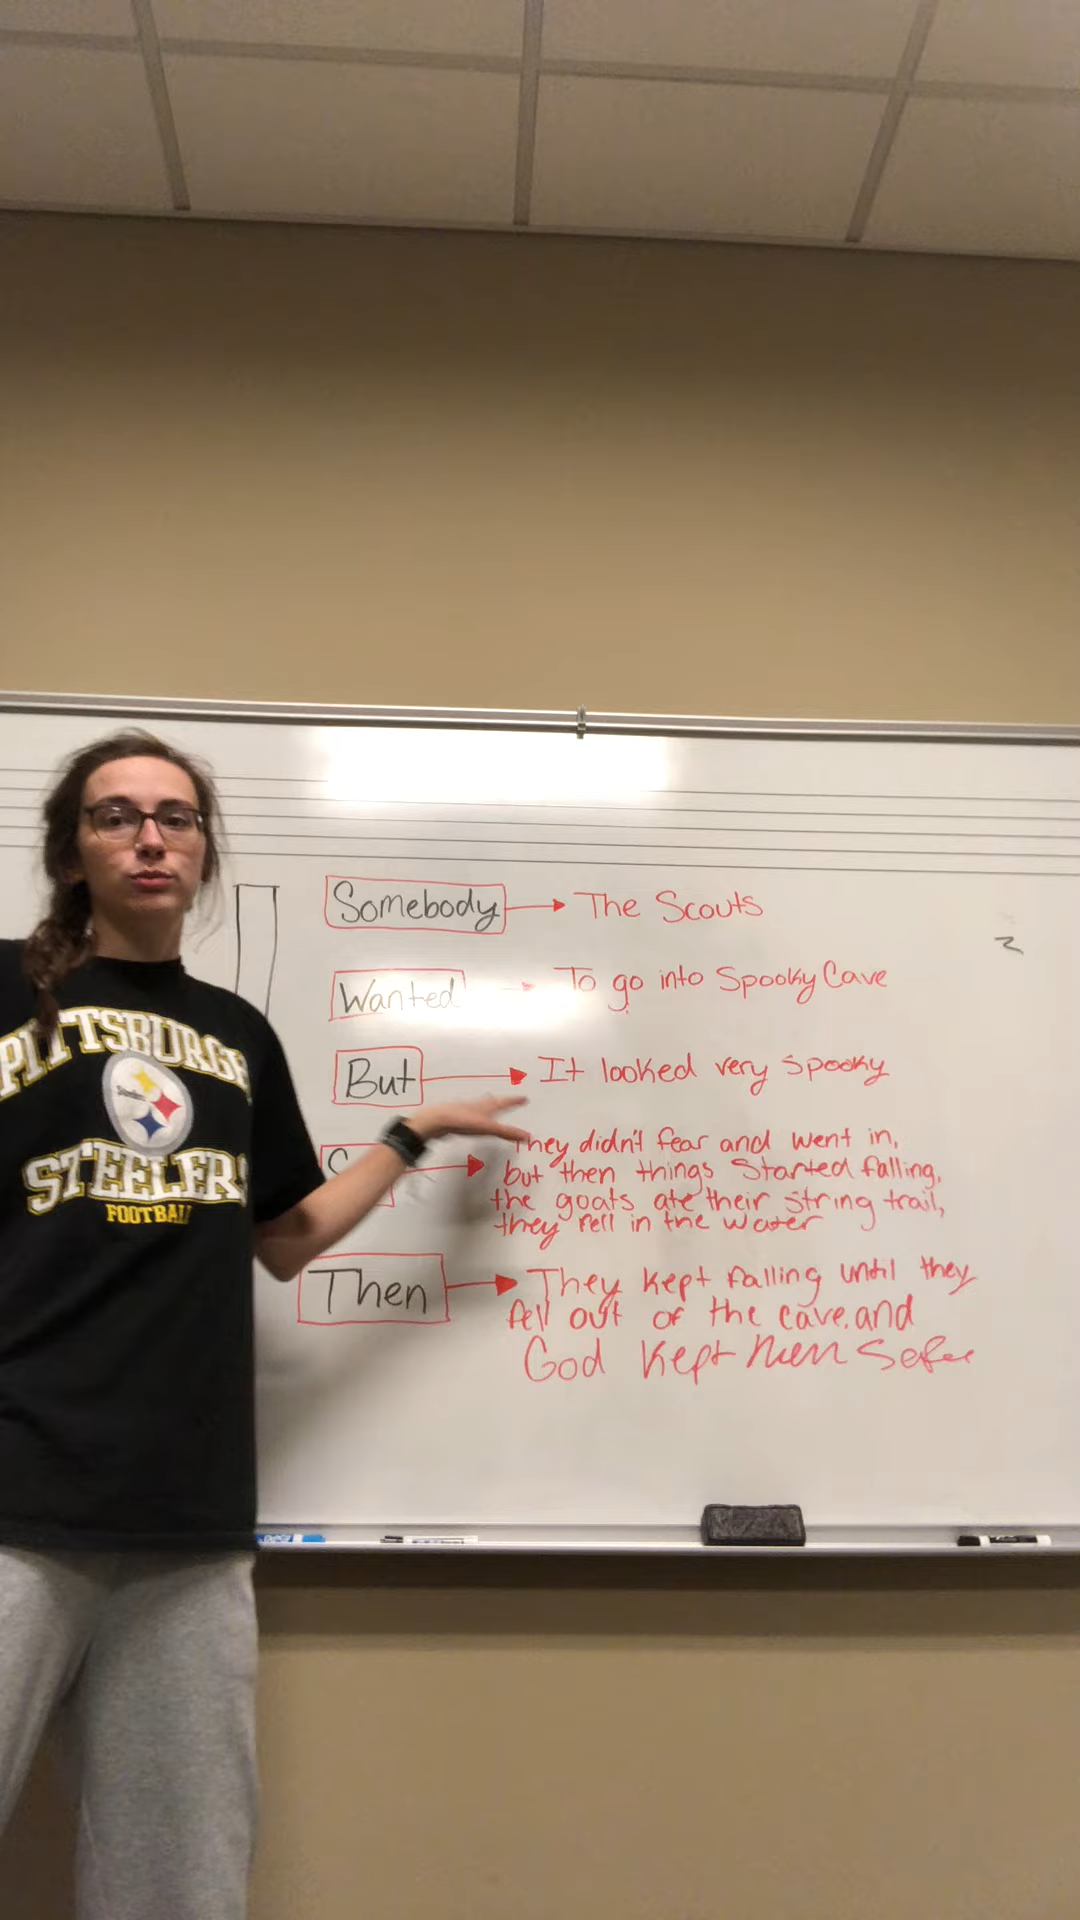 Somebody → The Scouts
Wanted → To go into Spooky Cave
But → It looked very spooky
They didn't fear and went in,
but then things started falling,
the goats ate their string trail,
they fell in the water
Then → They kept falling until they
fell out of the cave. and
God kept them safe
PITTSBURGH
Steelers
STEELERS
FOOTBALL